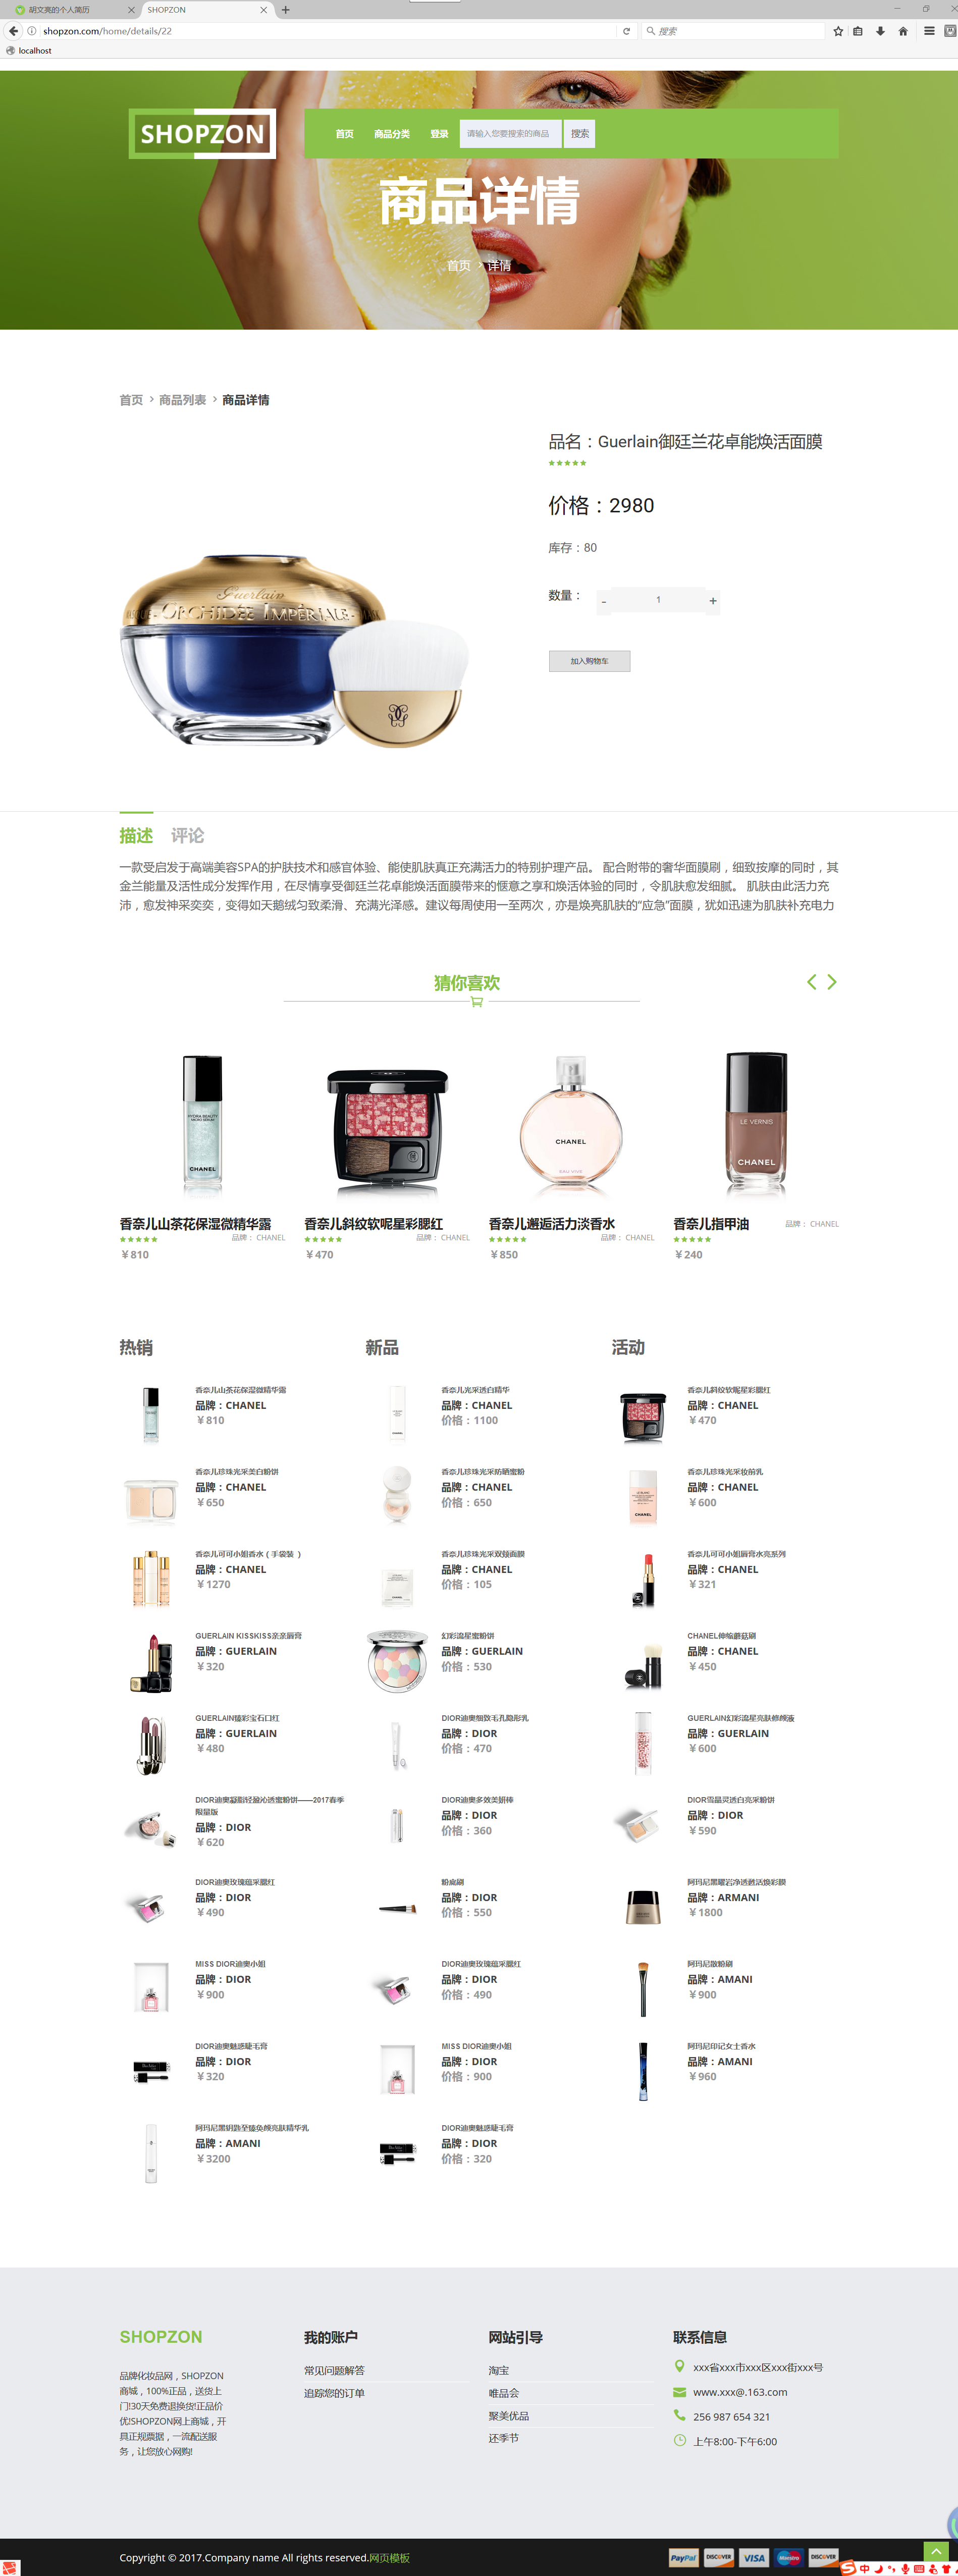 胡文亮的个人简历
SHOPZON
shopzon.com/home/details/22
搜索
localhost
SHOPZON
首页
商品分类
登录
请输入您要搜索的商品
搜索
商品详情
首页 > 详情
首页 > 商品列表 > 商品详情
品名：Guerlain御廷兰花卓能焕活面膜
价格：2980
库存：80
数量：
-
1
+
加入购物车
Guerlain
ORCHIDÉE IMPÉRIALE
描述
评论
一款受启发于高端美容SPA的护肤技术和感官体验、能使肌肤真正充满活力的特别护理产品。 配合附带的奢华面膜刷，细致按摩的同时，其
金兰能量及活性成分发挥作用，在尽情享受御廷兰花卓能焕活面膜带来的惬意之享和焕活体验的同时，令肌肤愈发细腻。 肌肤由此活力充
沛，愈发神采奕奕，变得如天鹅绒匀致柔滑、充满光泽感。建议每周使用一至两次，亦是焕亮肌肤的“应急”面膜，犹如迅速为肌肤补充电力
猜你喜欢
HYDRA BEAUTY
MICRO SÉRUM
CHANEL
CHANEL
EAU VIVE
LE VERNIS
CHANEL
香奈儿山茶花保湿微精华露
品牌： CHANEL
￥810
香奈儿斜纹软呢星彩腮红
品牌： CHANEL
￥470
香奈儿邂逅活力淡香水
品牌： CHANEL
￥850
香奈儿指甲油
品牌： CHANEL
￥240
热销
香奈儿山茶花保湿微精华露
品牌：CHANEL
￥810
香奈儿珍珠光采美白粉饼
品牌：CHANEL
￥650
香奈儿可可小姐香水（ 手袋装 ）
品牌：CHANEL
￥1270
GUERLAIN KISSKISS亲亲唇膏
品牌：GUERLAIN
￥320
GUERLAIN臻彩宝石口红
品牌：GUERLAIN
￥480
DIOR迪奥凝脂轻盈沁透蜜粉饼——2017春季
限量版
品牌：DIOR
￥620
DIOR迪奥玫瑰蕴采腮红
品牌：DIOR
￥490
MISS DIOR迪奥小姐
品牌：DIOR
￥900
DIOR迪奥魅惑睫毛膏
品牌：DIOR
￥320
阿玛尼黑钥匙至臻奂颜亮肤精华乳
品牌：AMANI
￥3200
新品
香奈儿光采透白精华
品牌：CHANEL
价格：1100
香奈儿珍珠光采防晒蜜粉
品牌：CHANEL
价格：650
香奈儿珍珠光采双颊面膜
品牌：CHANEL
价格：105
幻彩流星蜜粉饼
品牌：GUERLAIN
价格：530
DIOR迪奥细致毛孔隐形乳
品牌：DIOR
价格：470
DIOR迪奥多效美妍棒
品牌：DIOR
价格：360
粉底刷
品牌：DIOR
价格：550
DIOR迪奥玫瑰蕴采腮红
品牌：DIOR
价格：490
MISS DIOR迪奥小姐
品牌：DIOR
价格：900
DIOR迪奥魅惑睫毛膏
品牌：DIOR
价格：320
活动
香奈儿斜纹软呢星彩腮红
品牌：CHANEL
￥470
香奈儿珍珠光采妆前乳
品牌：CHANEL
￥600
香奈儿可可小姐唇膏水亮系列
品牌：CHANEL
￥321
CHANEL伸缩蘑菇刷
品牌：CHANEL
￥450
GUERLAIN幻彩流星亮肤修颜液
品牌：GUERLAIN
￥600
DIOR雪晶灵透白亮采粉饼
品牌：DIOR
￥590
阿玛尼黑曜岩净透赦活焕彩膜
品牌：ARMANI
￥1800
阿玛尼散粉刷
品牌：AMANI
￥900
阿玛尼印记女士香水
品牌：AMANI
￥960
SHOPZON
品牌化妆品网，SHOPZON
商城，100%正品，送货上
门!30天免费退换货!正品价
优!SHOPZON网上商城，开
具正规票据，一流配送服
务，让您放心网购!
我的账户
常见问题解答
追踪您的订单
网站引导
淘宝
唯品会
聚美优品
还季节
联系信息
xxx省xxx市xxx区xxx街xxx号
www.xxx@.163.com
256 987 654 321
上午8:00-下午6:00
Copyright © 2017.Company name All rights reserved.网页模板
PayPal
DISCOVER
VISA
Maestro
DISCOVER
中